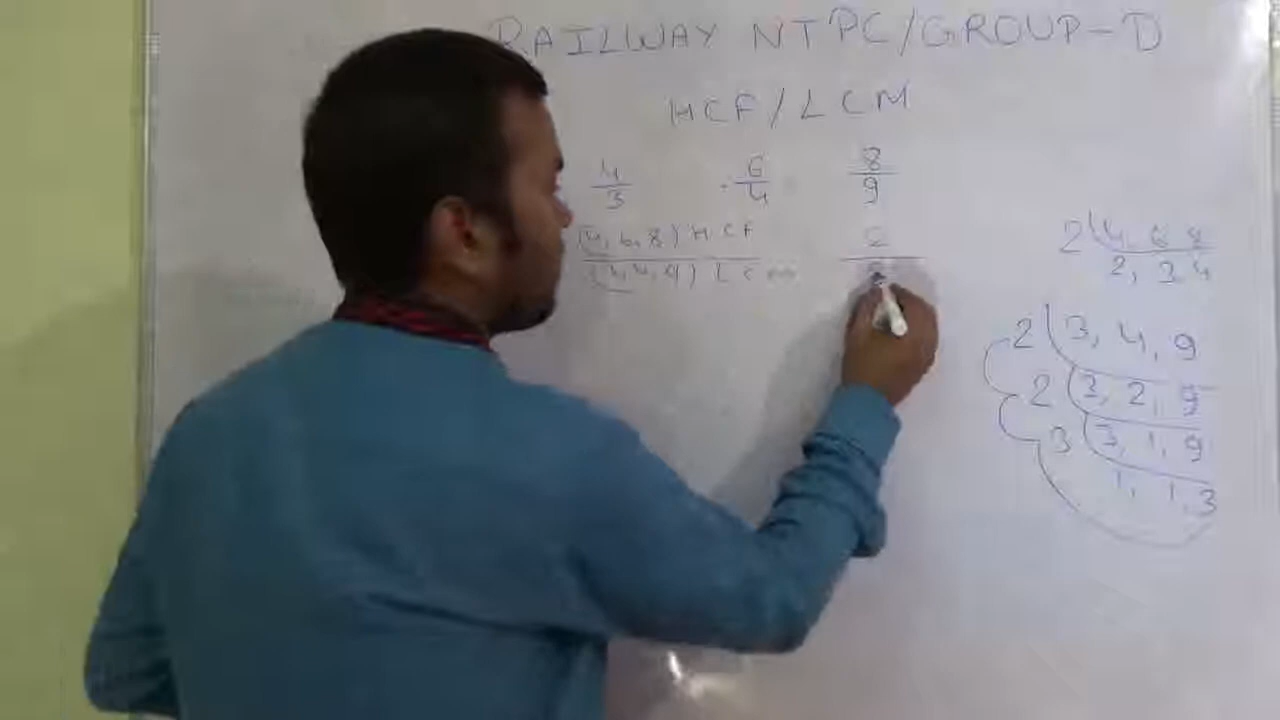 RAILWAY NTPC/GROUP-D
HCF/LCM
4/3 6/4 8/9
(4, 6, 8) HCF
(3, 4, 9) LCM
2
2 4, 6 8
2, 3 4
2 3, 4, 9
2 3, 2, 9
3 3, 1, 9
1, 1, 3